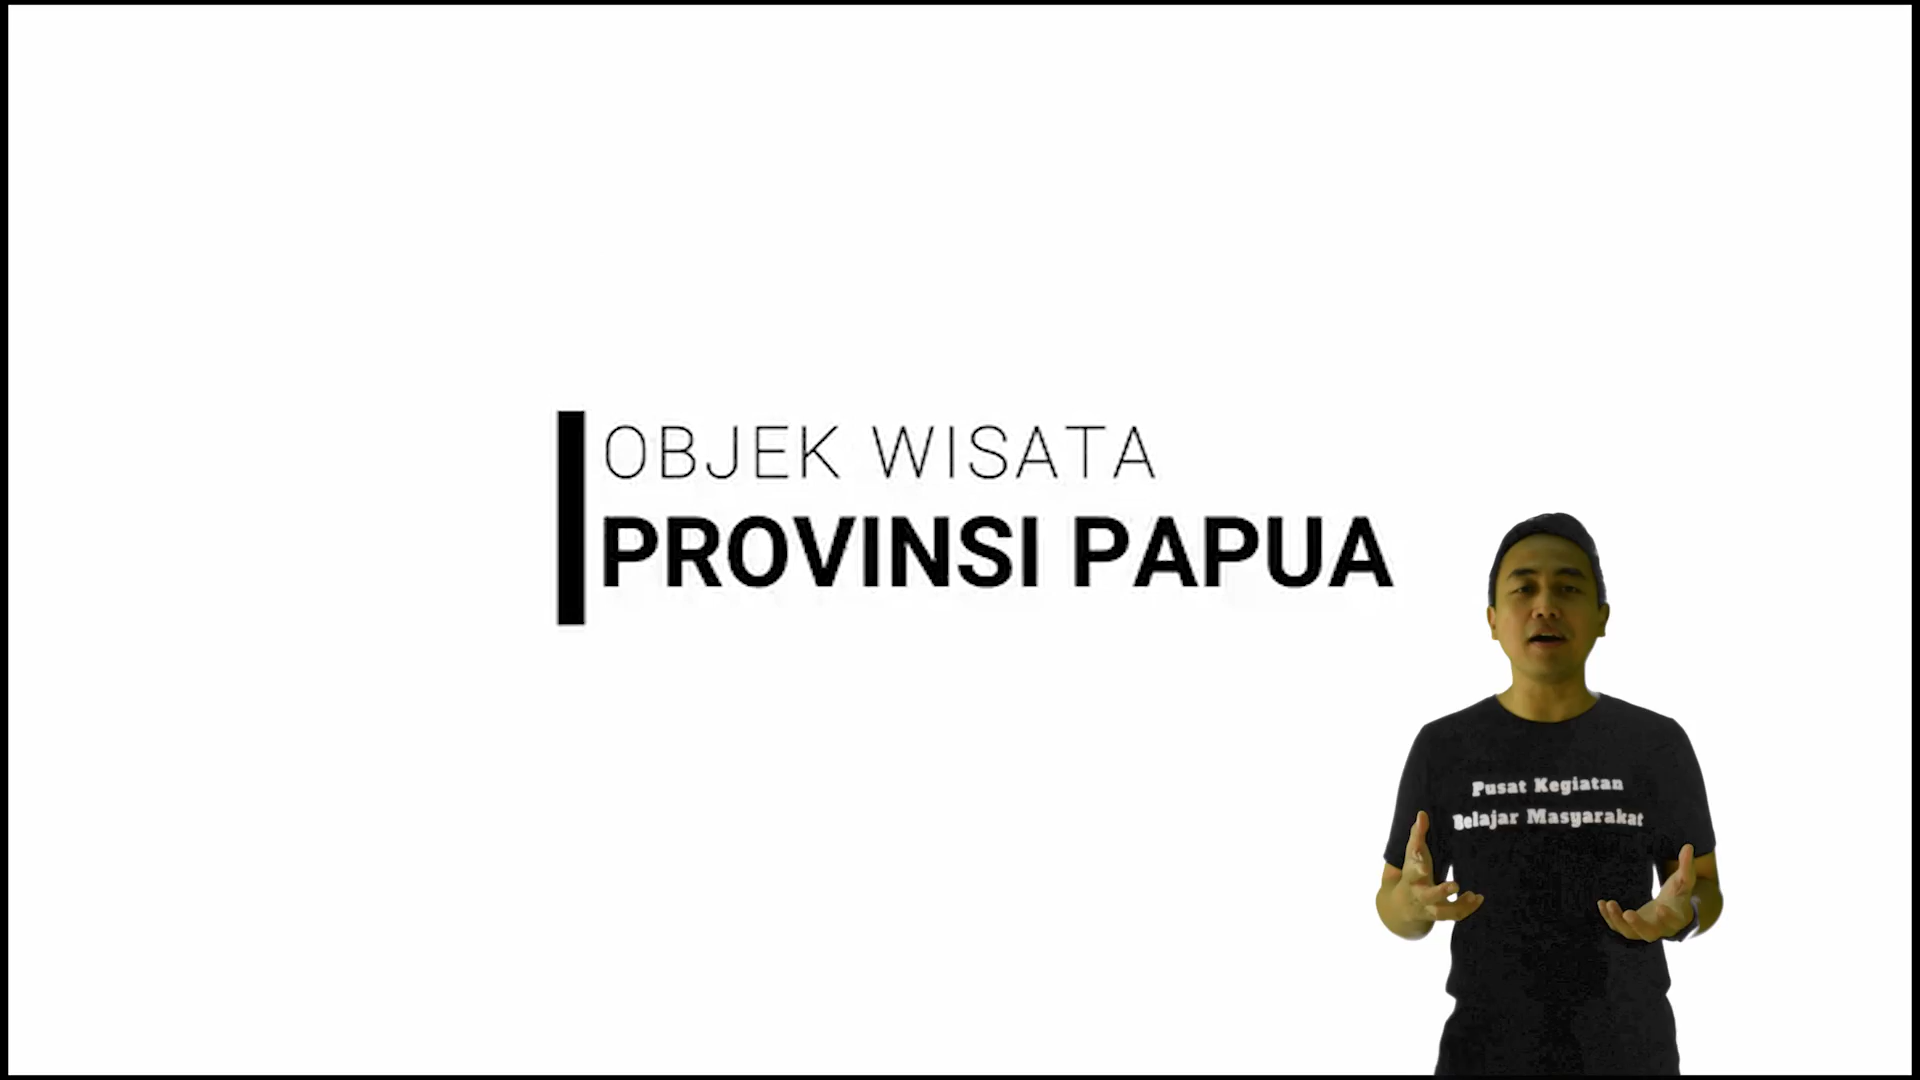 OBJEK WISATA
PROVINSI PAPUA
Pusat Kegiatan
Belajar Masyarakat